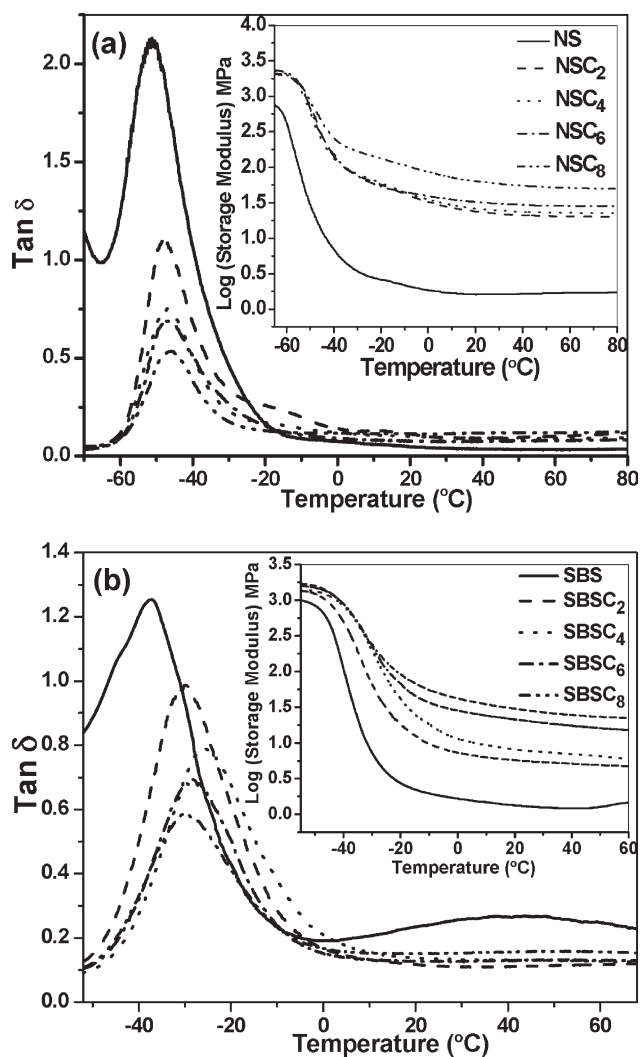 (a)
2.0
1.5
1.0
0.5
0.0
Tan δ
-60 -40 -20 0 20 40 60 80
Temperature (°C)
4.0
3.5
3.0
2.5
2.0
1.5
1.0
0.5
0.0
Log (Storage Modulus) MPa
NS
NSC2
NSC4
NSC6
NSC8
-60 -40 -20 0 20 40 60 80
Temperature (°C)
(b)
1.4
1.2
1.0
0.8
0.6
0.4
0.2
0.0
Tan δ
-40 -20 0 20 40 60
Temperature (°C)
3.5
3.0
2.5
2.0
1.5
1.0
0.5
0.0
Log (Storage Modulus) MPa
SBS
SBSC2
SBSC4
SBSC6
SBSC8
-40 -20 0 20 40 60
Temperature (°C)